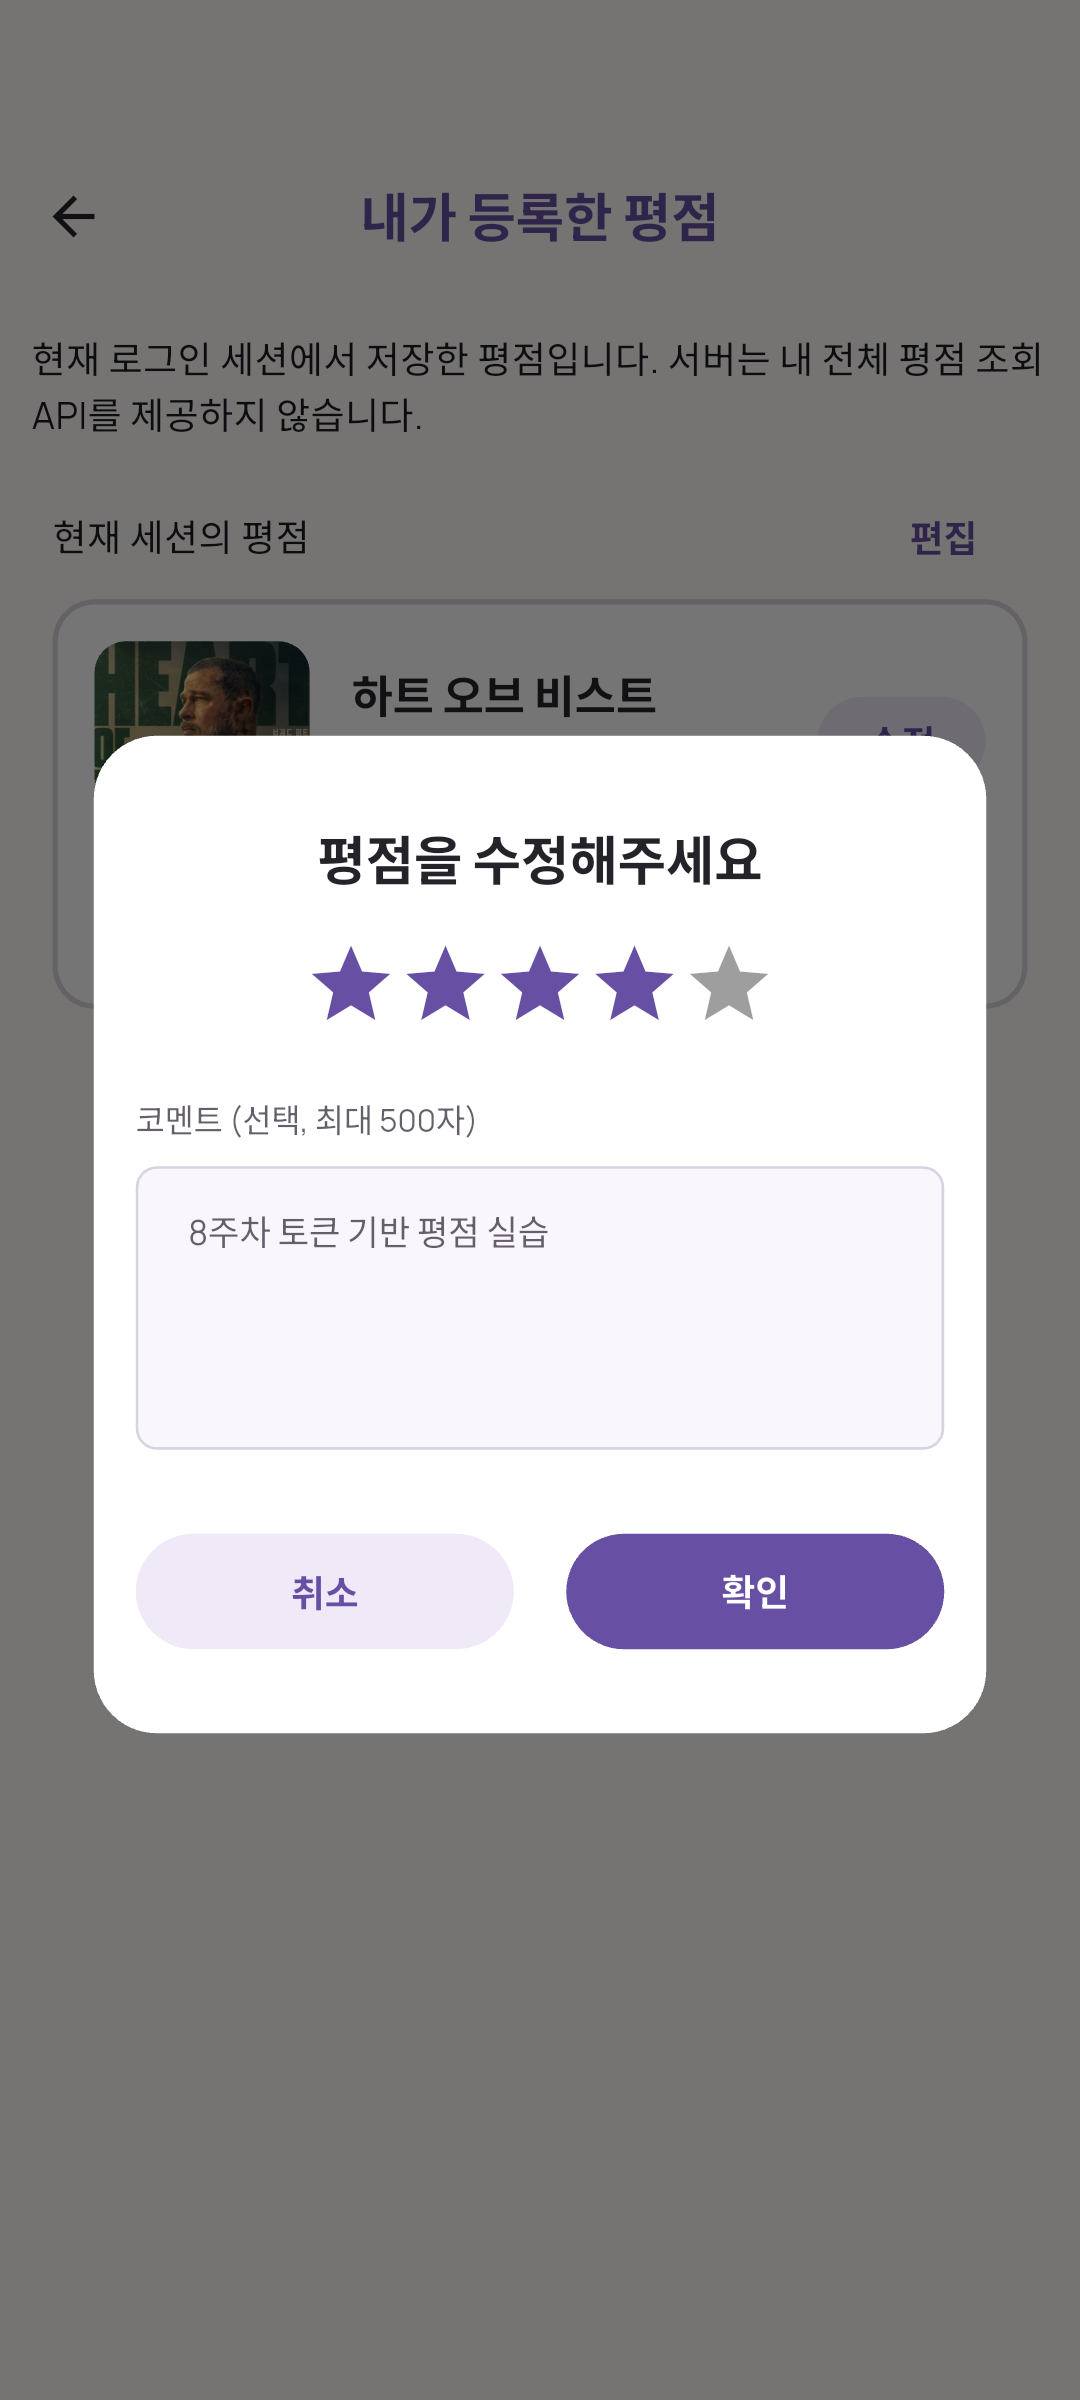 내가 등록한 평점
현재 로그인 세션에서 저장한 평점입니다. 서버는 내 전체 평점 조회
API를 제공하지 않습니다.
현재 세션의 평점
편집
HEART
OF
하트 오브 비스트
평점을 수정해주세요
코멘트 (선택, 최대 500자)
8주차 토큰 기반 평점 실습
취소
확인